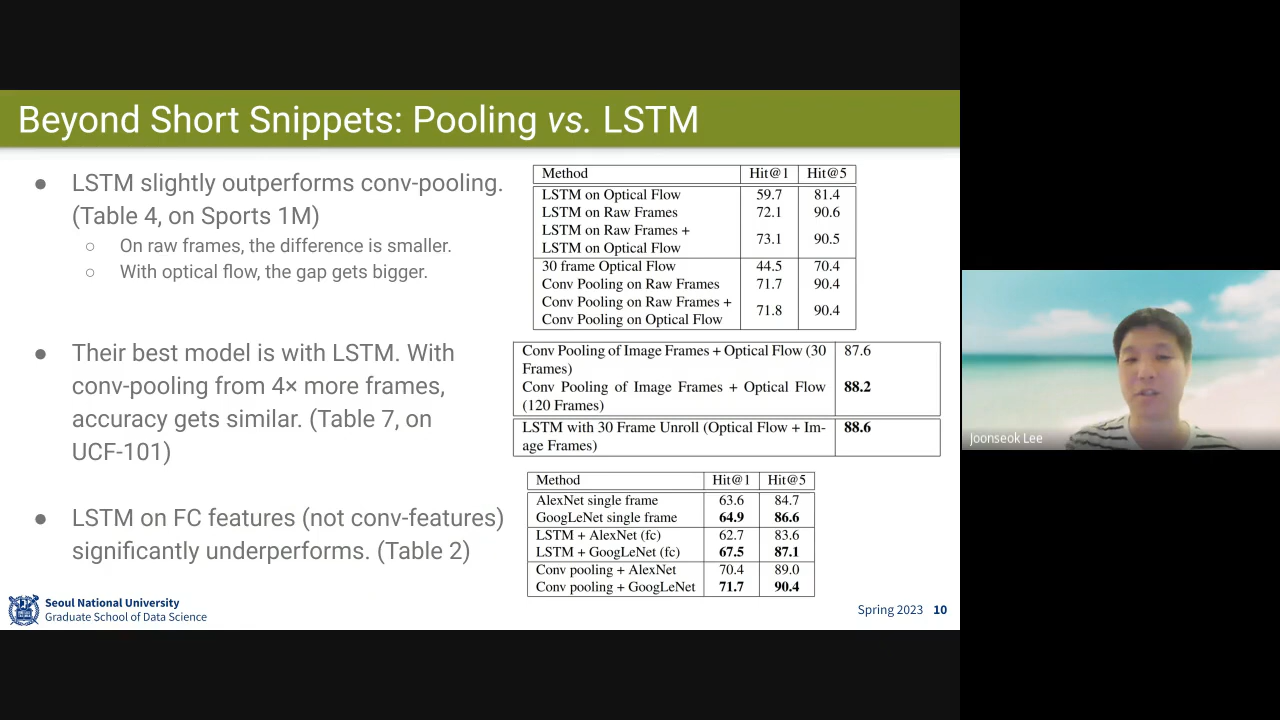 Beyond Short Snippets: Pooling vs. LSTM
● LSTM slightly outperforms conv-pooling.
(Table 4, on Sports 1M)
○ On raw frames, the difference is smaller.
○ With optical flow, the gap gets bigger.
● Their best model is with LSTM. With
conv-pooling from 4× more frames,
accuracy gets similar. (Table 7, on
UCF-101)
● LSTM on FC features (not conv-features)
significantly underperforms. (Table 2)
Method Hit@1 Hit@5
LSTM on Optical Flow 59.7 81.4
LSTM on Raw Frames 72.1 90.6
LSTM on Raw Frames +
LSTM on Optical Flow 73.1 90.5
30 frame Optical Flow 44.5 70.4
Conv Pooling on Raw Frames 71.7 90.4
Conv Pooling on Raw Frames +
Conv Pooling on Optical Flow 71.8 90.4
Conv Pooling of Image Frames + Optical Flow (30 87.6
Frames)
Conv Pooling of Image Frames + Optical Flow 88.2
(120 Frames)
LSTM with 30 Frame Unroll (Optical Flow + Im- 88.6
age Frames)
Method Hit@1 Hit@5
AlexNet single frame 63.6 84.7
GoogLeNet single frame 64.9 86.6
LSTM + AlexNet (fc) 62.7 83.6
LSTM + GoogLeNet (fc) 67.5 87.1
Conv pooling + AlexNet 70.4 89.0
Conv pooling + GoogLeNet 71.7 90.4
Seoul National University
Graduate School of Data Science
Spring 2023 10
Joonseok Lee